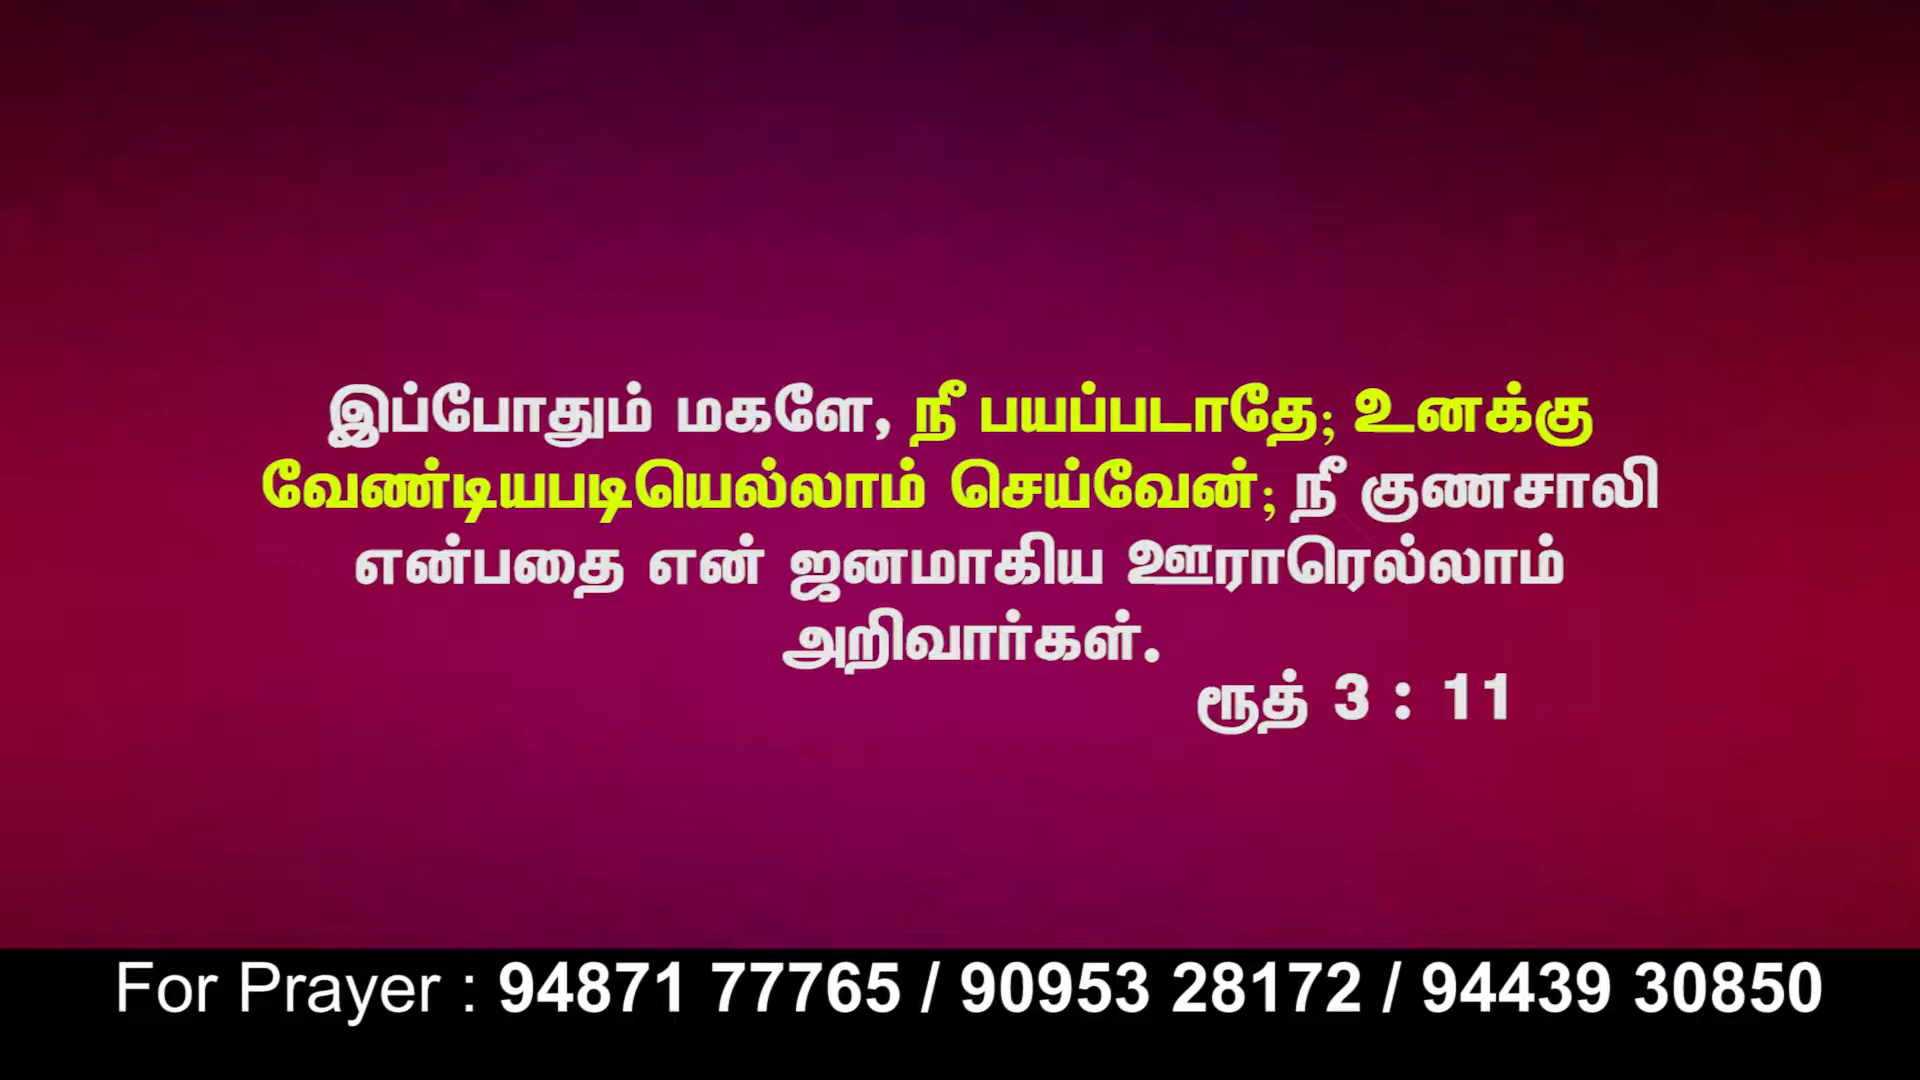 இப்போதும் மகளே, நீ பயப்படாதே; உனக்கு
வேண்டியபடியெல்லாம் செய்வேன்; நீ குணசாலி
என்பதை என் ஜனமாகிய ஊராரெல்லாம்
அறிவார்கள்.
ரூத் 3 : 11
For Prayer : 94871 77765 / 90953 28172 / 94439 30850